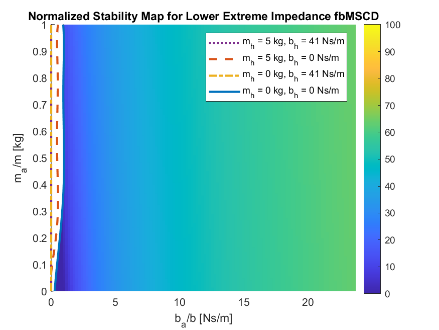 Normalized Stability Map for Lower Extreme Impedance fbMSCD
m_h = 5 kg, b_h = 41 Ns/m
m_h = 5 kg, b_h = 0 Ns/m
m_h = 0 kg, b_h = 41 Ns/m
m_h = 0 kg, b_h = 0 Ns/m
m_a/m [kg]
1
0.9
0.8
0.7
0.6
0.5
0.4
0.3
0.2
0.1
0
0 5 10 15 20
b_a/b [Ns/m]
100
90
80
70
60
50
40
30
20
10
0